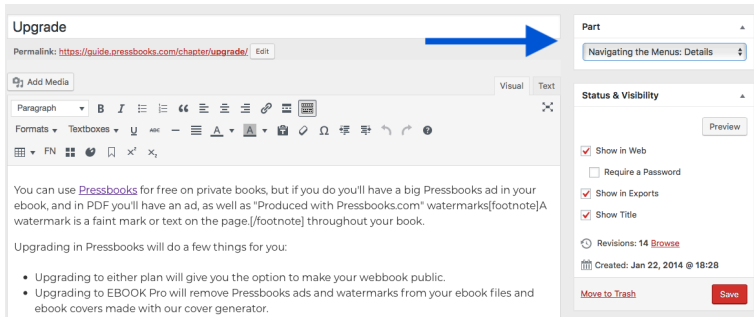 Upgrade
Permalink: https://guide.pressbooks.com/chapter/upgrade/ Edit
Add Media
Visual Text
Paragraph B I
Formats Textboxes U ABC A A Ω
FN x² x₂
You can use Pressbooks for free on private books, but if you do you'll have a big Pressbooks ad in your
ebook, and in PDF you'll have an ad, as well as "Produced with Pressbooks.com" watermarks[footnote]A
watermark is a faint mark or text on the page.[/footnote] throughout your book.
Upgrading in Pressbooks will do a few things for you:
• Upgrading to either plan will give you the option to make your webbook public.
• Upgrading to EBOOK Pro will remove Pressbooks ads and watermarks from your ebook files and
ebook covers made with our cover generator.
Part
Navigating the Menus: Details
Status & Visibility
Preview
Show in Web
Require a Password
Show in Exports
Show Title
Revisions: 14 Browse
Created: Jan 22, 2014 @ 18:28
Move to Trash Save